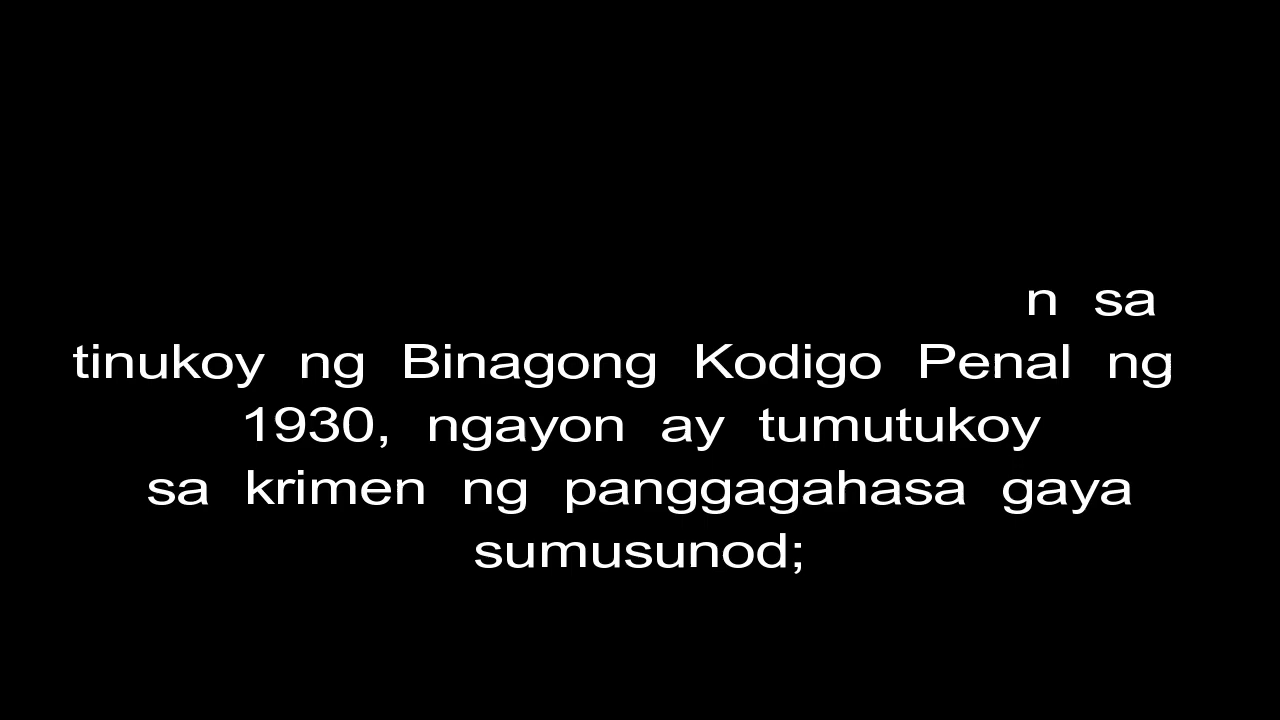 n sa
tinukoy ng Binagong Kodigo Penal ng
1930, ngayon ay tumutukoy
sa krimen ng panggagahasa gaya
sumusunod;